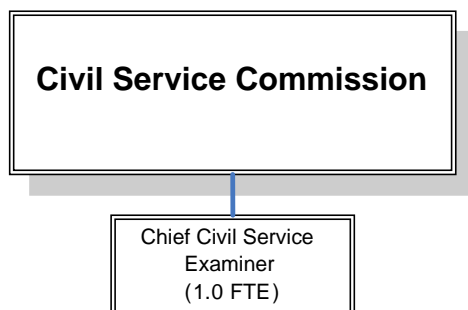 Civil Service Commission
Chief Civil Service
Examiner
(1.0 FTE)